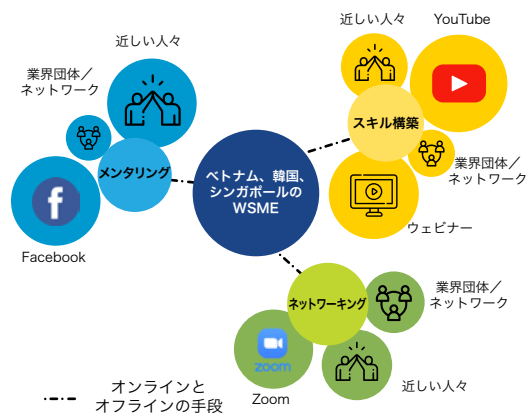 近しい人々
業界団体／
ネットワーク
メンタリング
Facebook
近しい人々
YouTube
スキル構築
業界団体／
ネットワーク
ウェビナー
ベトナム、韓国、
シンガポールの
WSME
ネットワーキング
業界団体／
ネットワーク
zoom
Zoom
近しい人々
オンラインと
オフラインの手段